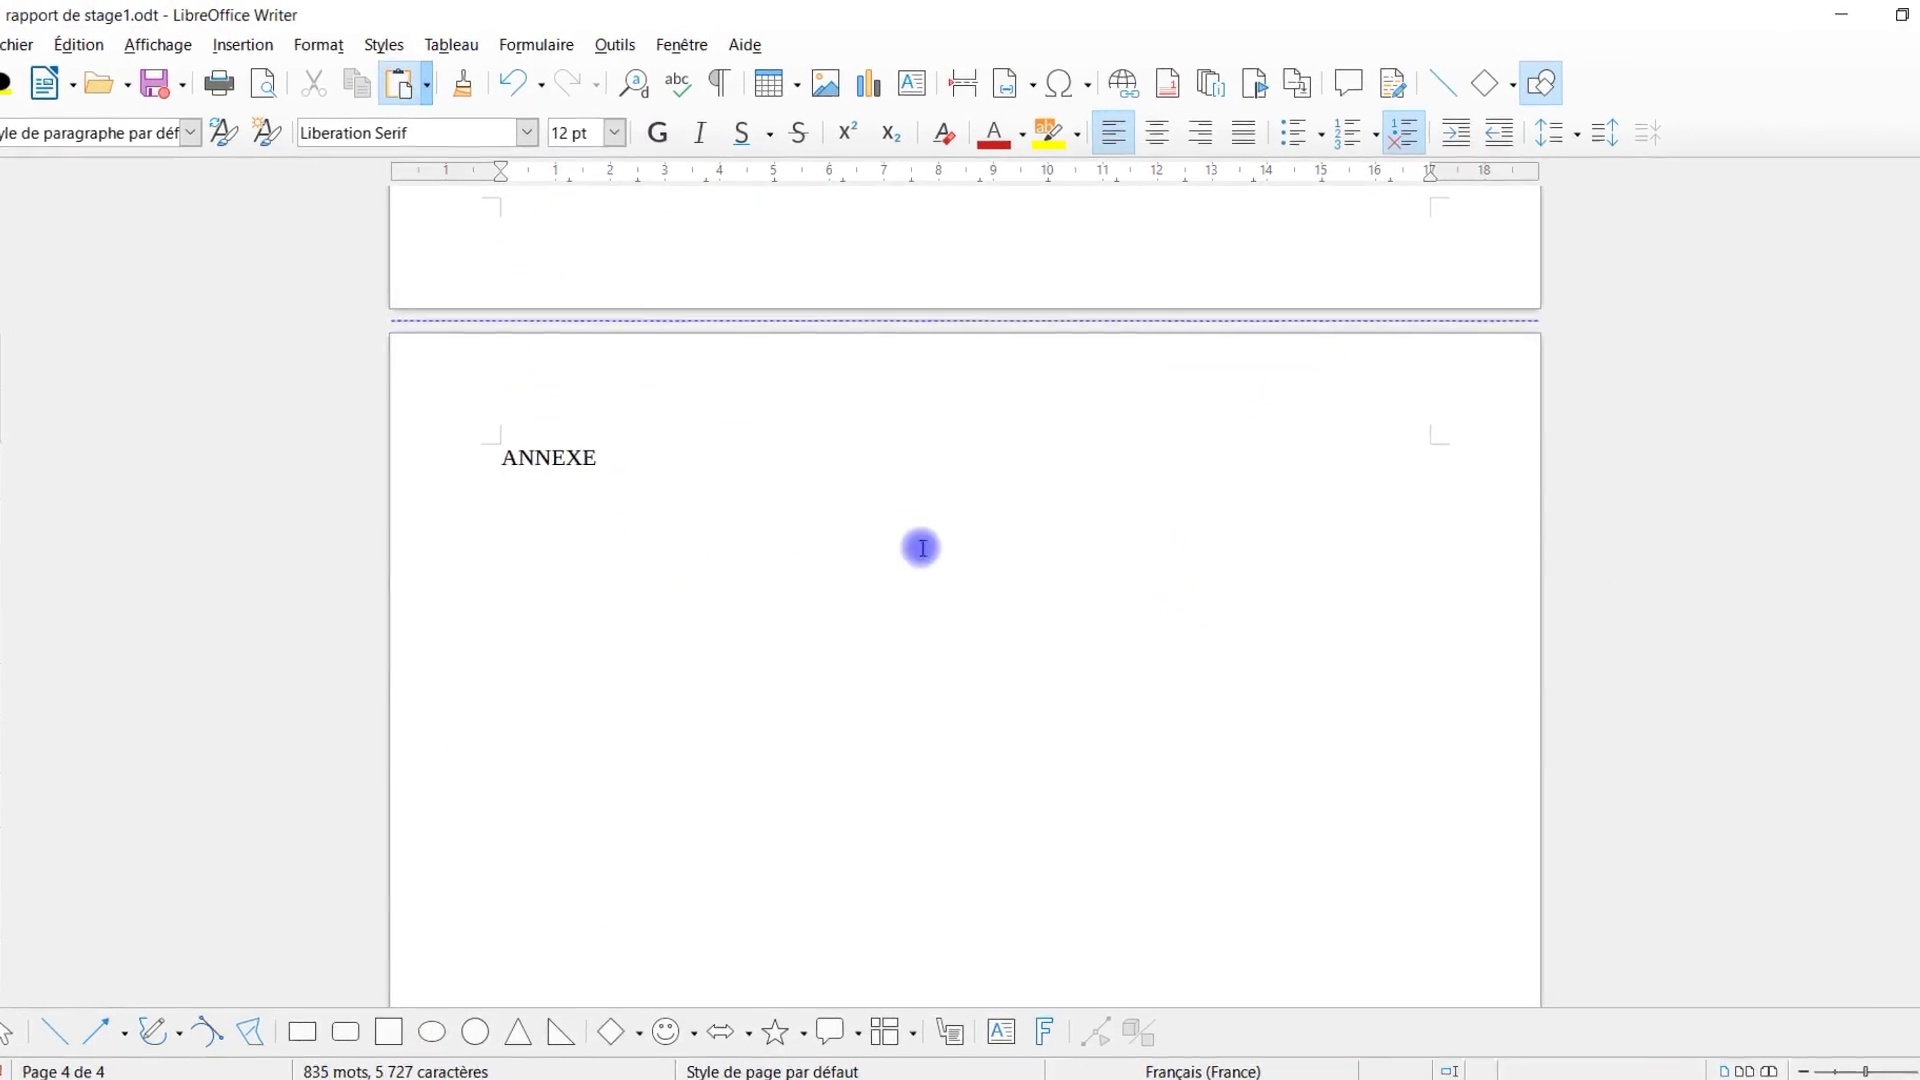 rapport de stage1.odt - LibreOffice Writer
chier Édition Affichage Insertion Format Styles Tableau Formulaire Outils Fenêtre Aide
yle de paragraphe par déf Liberation Serif 12 pt G I S S X² X₂ A
1 1 2 3 4 5 6 7 8 9 10 11 12 13 14 15 16 17 18
ANNEXE
Page 4 de 4 835 mots, 5 727 caractères Style de page par défaut Français (France)